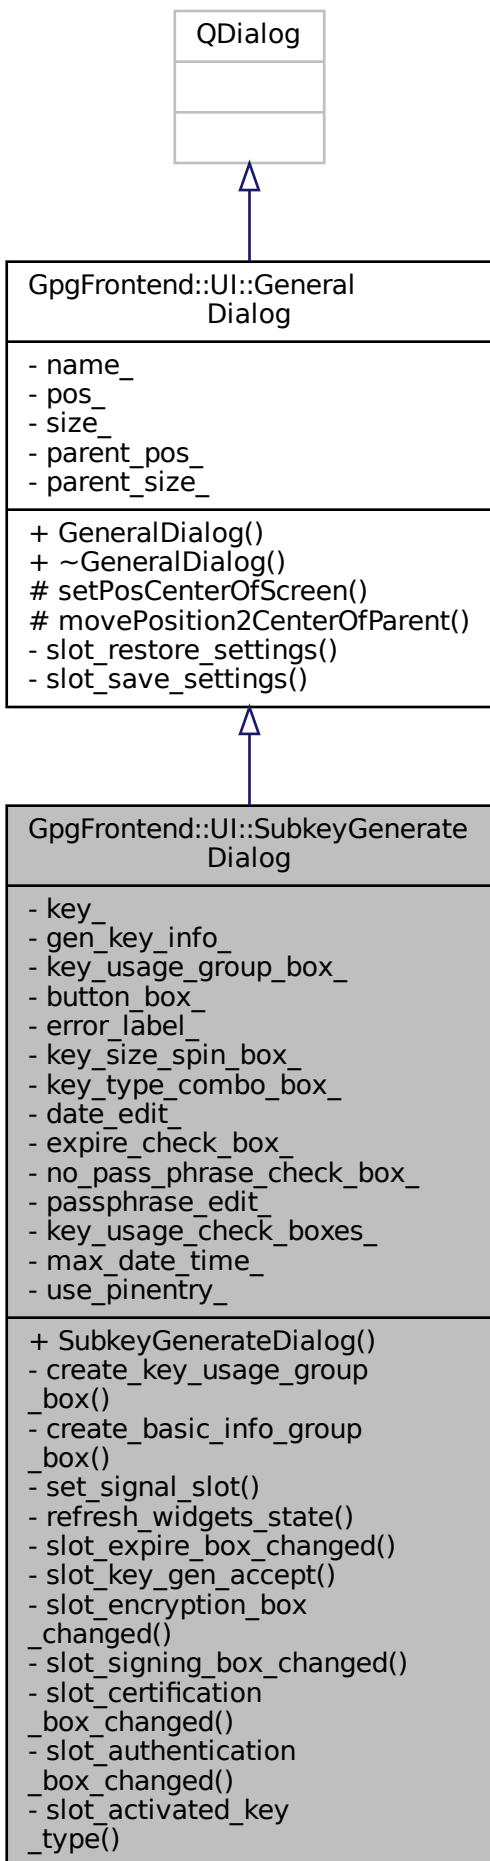 QDialog
GpgFrontend::UI::General
Dialog
- name_
- pos_
- size_
- parent_pos_
- parent_size_
+ GeneralDialog()
+ ~GeneralDialog()
# setPosCenterOfScreen()
# movePosition2CenterOfParent()
- slot_restore_settings()
- slot_save_settings()
GpgFrontend::UI::SubkeyGenerate
Dialog
- key_
- gen_key_info_
- key_usage_group_box_
- button_box_
- error_label_
- key_size_spin_box_
- key_type_combo_box_
- date_edit_
- expire_check_box_
- no_pass_phrase_check_box_
- passphrase_edit_
- key_usage_check_boxes_
- max_date_time_
- use_pinentry_
+ SubkeyGenerateDialog()
- create_key_usage_group
_box()
- create_basic_info_group
_box()
- set_signal_slot()
- refresh_widgets_state()
- slot_expire_box_changed()
- slot_key_gen_accept()
- slot_encryption_box
_changed()
- slot_signing_box_changed()
- slot_certification
_box_changed()
- slot_authentication
_box_changed()
- slot_activated_key
_type()